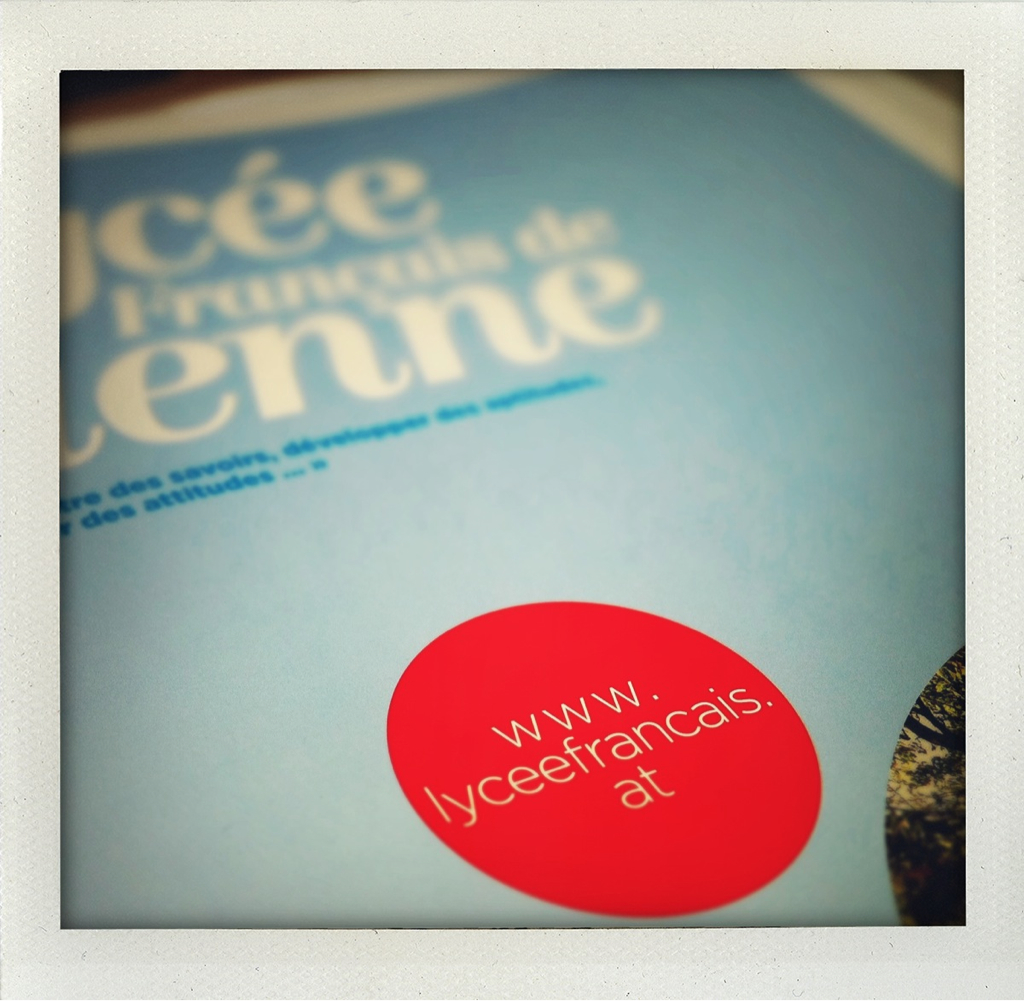 ycée
Français de
ienne
tre des savoirs, développer des aptitudes,
r des attitudes ... »
www.
lyceefrancais.
at